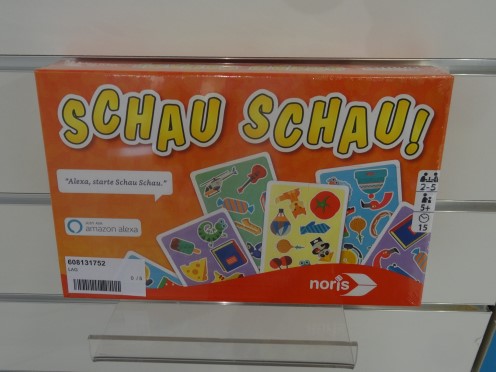 SCHAU SCHAU!
"Alexa, starte Schau Schau."
amazon alexa
2-5
5+
15
608131752
noris